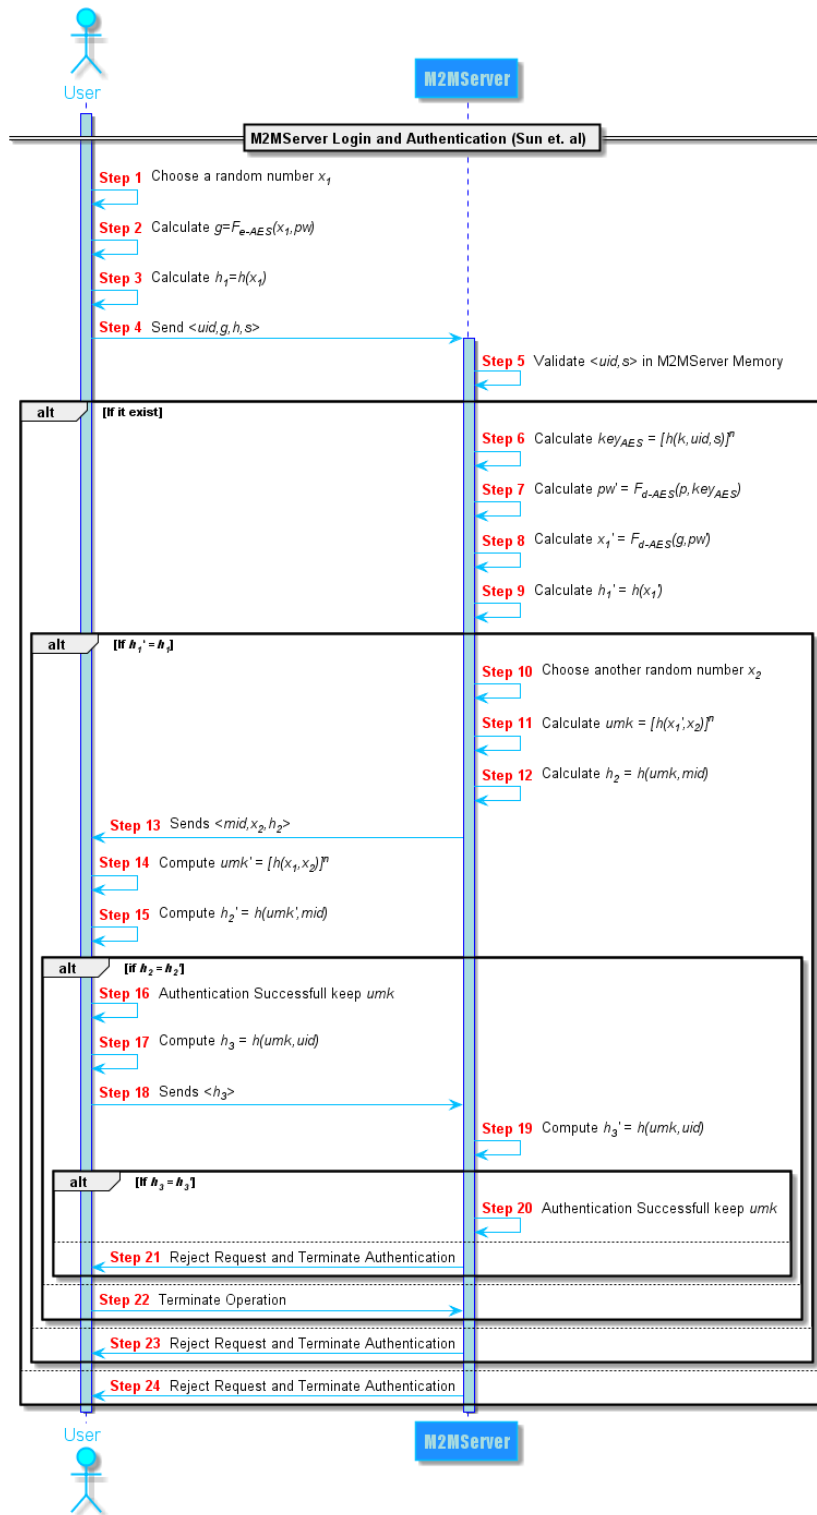 User
M2MServer
M2MServer Login and Authentication (Sun et. al)
Step 1 Choose a random number x₁
Step 2 Calculate g=Fₑ₋AES(x₁,pw)
Step 3 Calculate h₁=h(x₁)
Step 4 Send <uid,g,h,s>
Step 5 Validate <uid,s> in M2MServer Memory
alt [If it exist]
Step 6 Calculate keyAES = [h(k,uid,s)]ⁿ
Step 7 Calculate pw' = Fd-AES(p,keyAES)
Step 8 Calculate x₁' = Fd-AES(g,pw')
Step 9 Calculate h₁' = h(x₁')
alt [If h₁' = h₁]
Step 10 Choose another random number x₂
Step 11 Calculate umk = [h(x₁',x₂)]ⁿ
Step 12 Calculate h₂ = h(umk,mid)
Step 13 Sends <mid,x₂,h₂>
Step 14 Compute umk' = [h(x₁,x₂)]ⁿ
Step 15 Compute h₂' = h(umk',mid)
alt [if h₂ = h₂']
Step 16 Authentication Successfull keep umk
Step 17 Compute h₃ = h(umk,uid)
Step 18 Sends <h₃>
Step 19 Compute h₃' = h(umk,uid)
alt [If h₃ = h₃']
Step 20 Authentication Successfull keep umk
Step 21 Reject Request and Terminate Authentication
Step 22 Terminate Operation
Step 23 Reject Request and Terminate Authentication
Step 24 Reject Request and Terminate Authentication
User
M2MServer